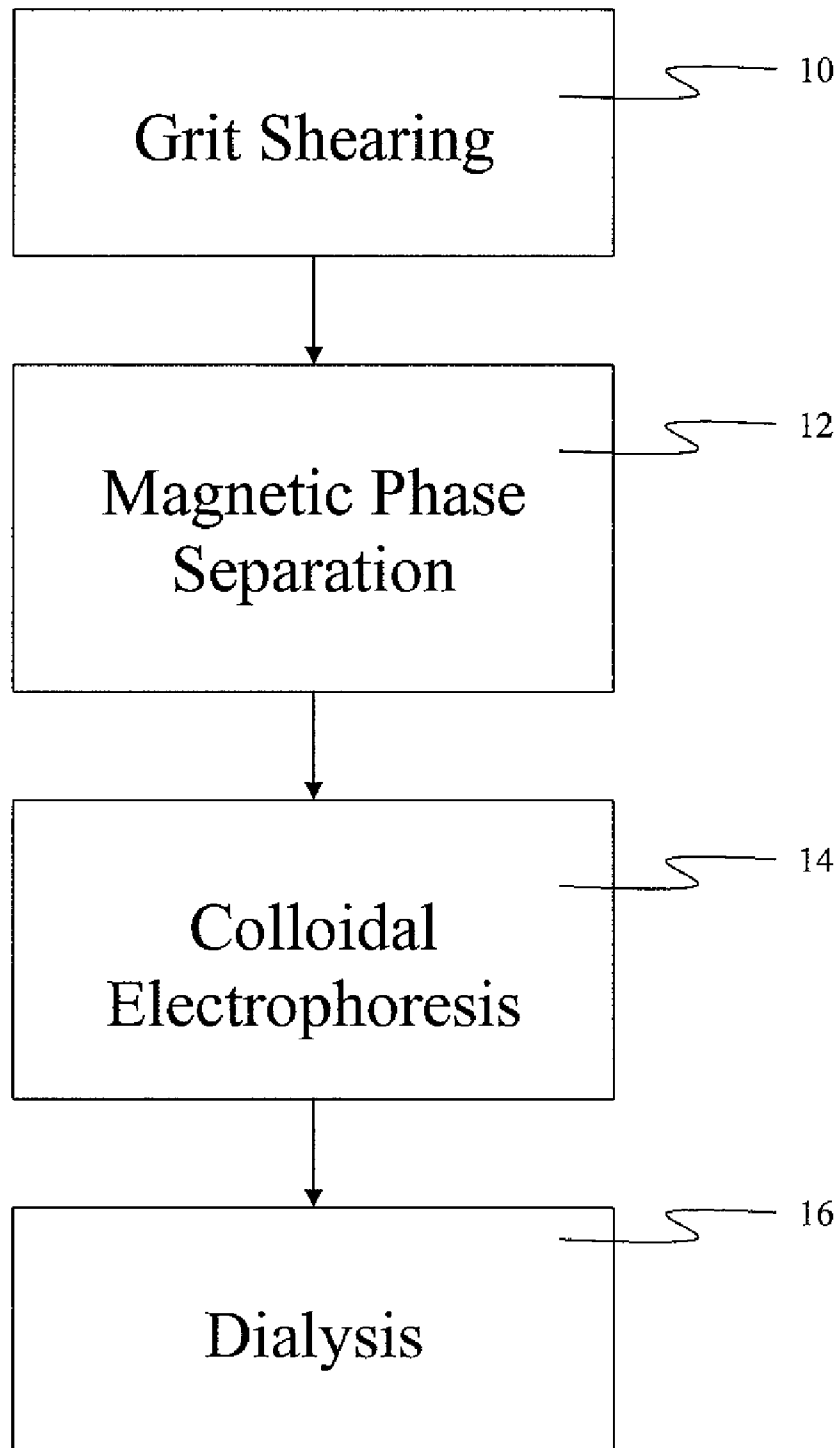 Grit Shearing
10
Magnetic Phase
Separation
12
Colloidal
Electrophoresis
14
Dialysis
16